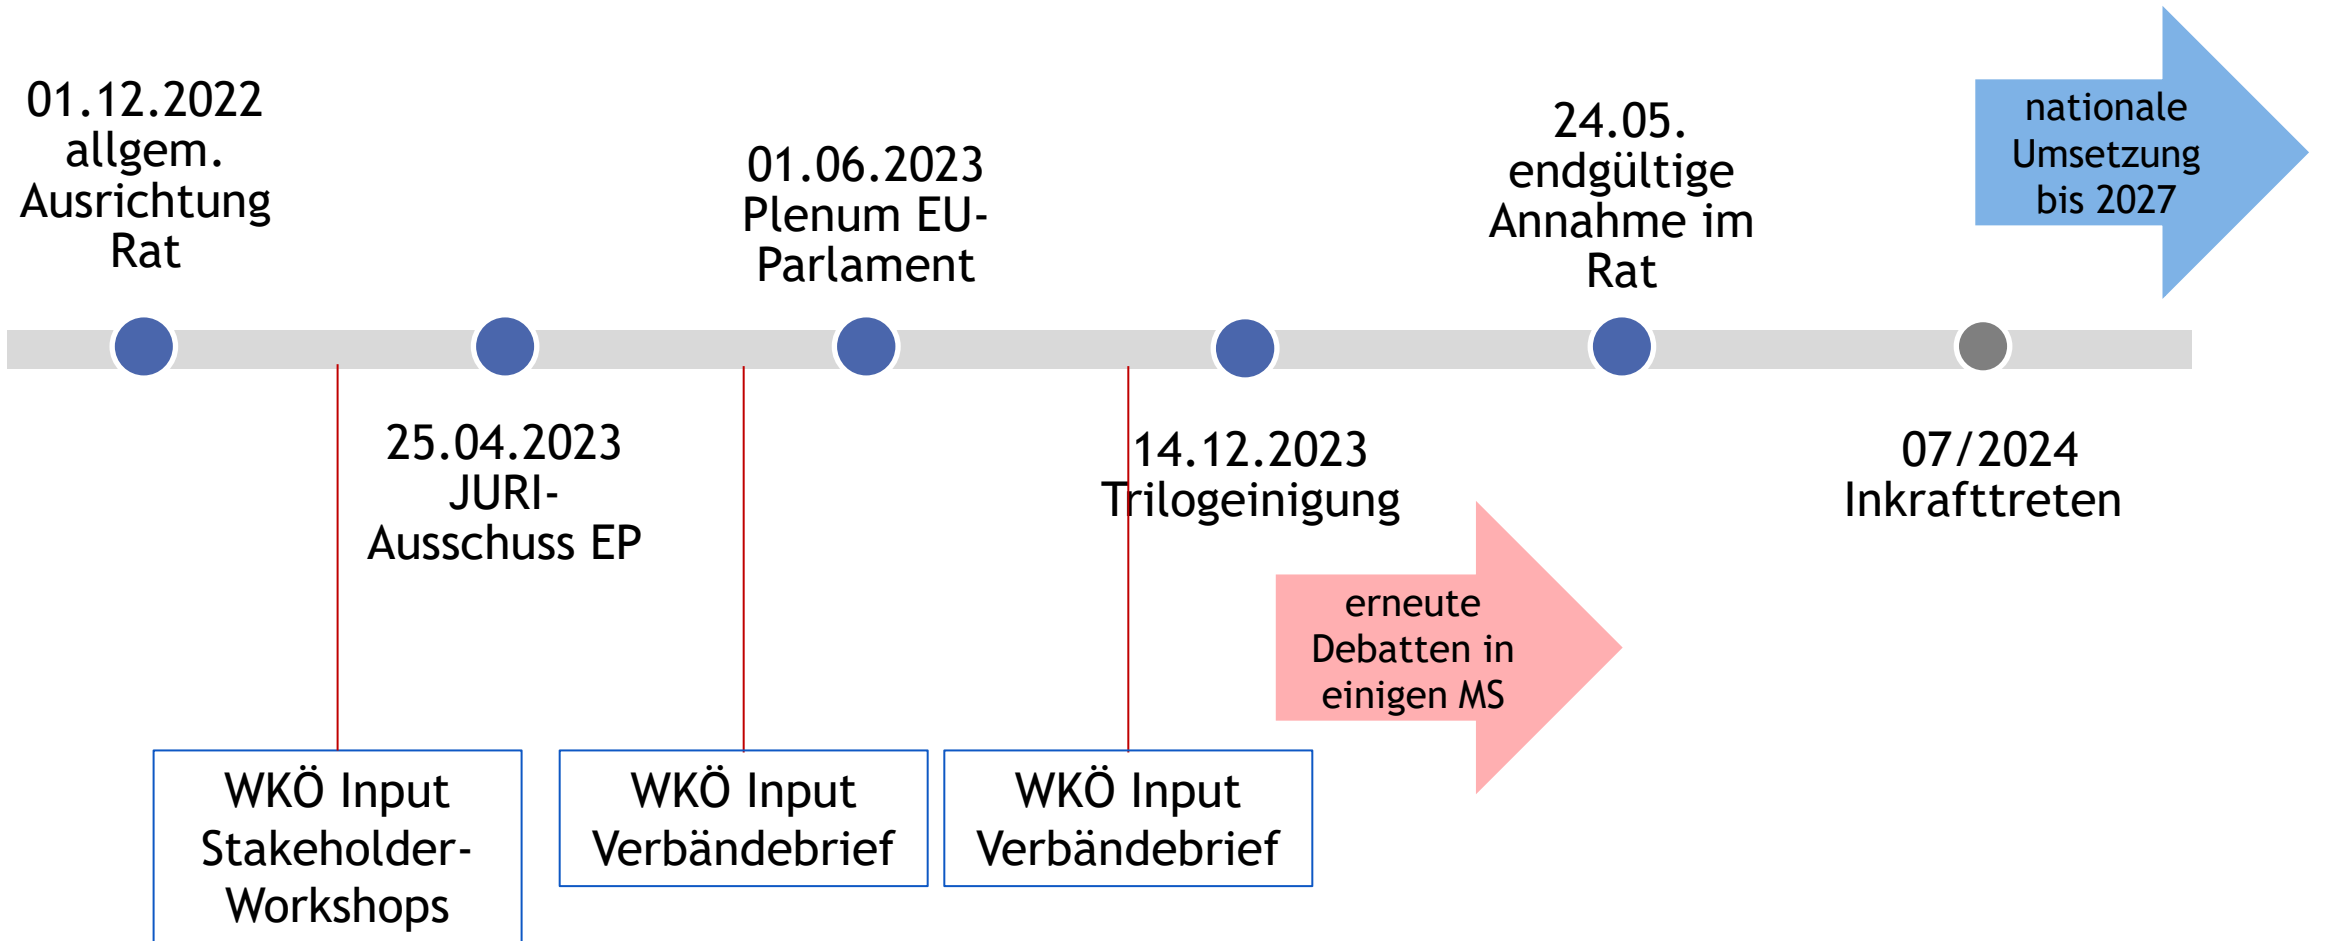 01.12.2022
allgem.
Ausrichtung
Rat
01.06.2023
Plenum EU-
Parlament
24.05.
endgültige
Annahme im
Rat
nationale
Umsetzung
bis 2027
25.04.2023
JURI-
Ausschuss EP
14.12.2023
Trilogeinigung
07/2024
Inkrafttreten
erneute
Debatten in
einigen MS
WKÖ Input
Stakeholder-
Workshops
WKÖ Input
Verbändebrief
WKÖ Input
Verbändebrief